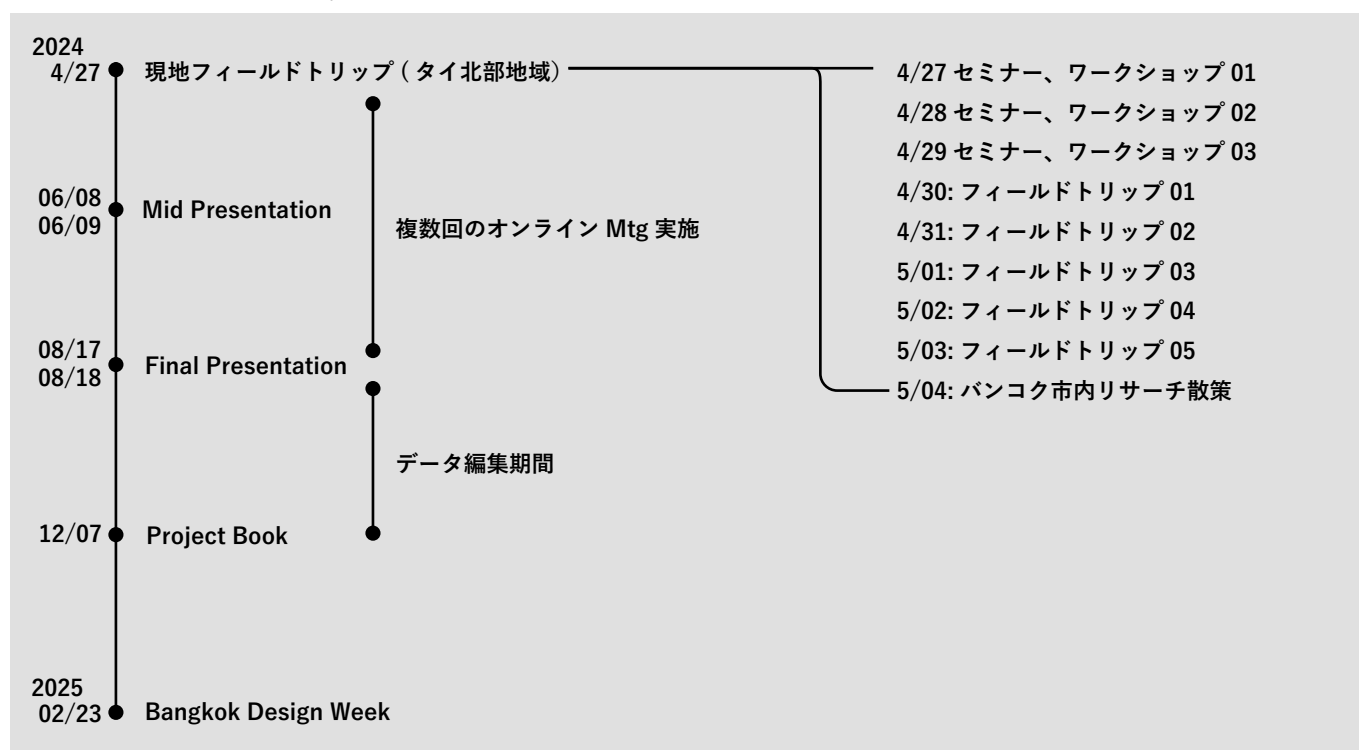 2024
4/27
現地フィールドトリップ ( タイ北部地域)
06/08
06/09
Mid Presentation
複数回のオンライン Mtg 実施
08/17
08/18
Final Presentation
データ編集期間
12/07
Project Book
2025
02/23
Bangkok Design Week
4/27 セミナー、ワークショップ 01
4/28 セミナー、ワークショップ 02
4/29 セミナー、ワークショップ 03
4/30: フィールドトリップ 01
4/31: フィールドトリップ 02
5/01: フィールドトリップ 03
5/02: フィールドトリップ 04
5/03: フィールドトリップ 05
5/04: バンコク市内リサーチ散策